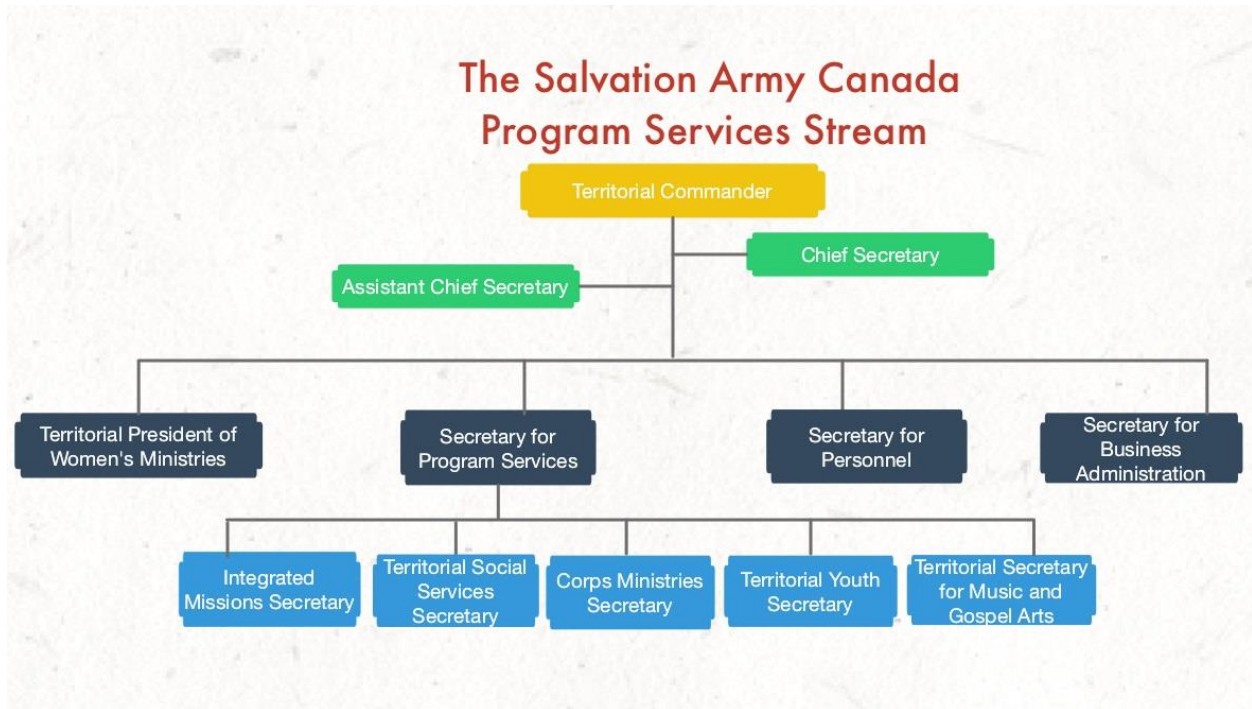 The Salvation Army Canada
Program Services Stream
Territorial Commander
Chief Secretary
Assistant Chief Secretary
Territorial President of
Women's Ministries
Secretary for
Program Services
Secretary for
Personnel
Secretary for
Business
Administration
Integrated
Missions Secretary
Territorial Social
Services
Secretary
Corps Ministries
Secretary
Territorial Youth
Secretary
Territorial Secretary
for Music and
Gospel Arts